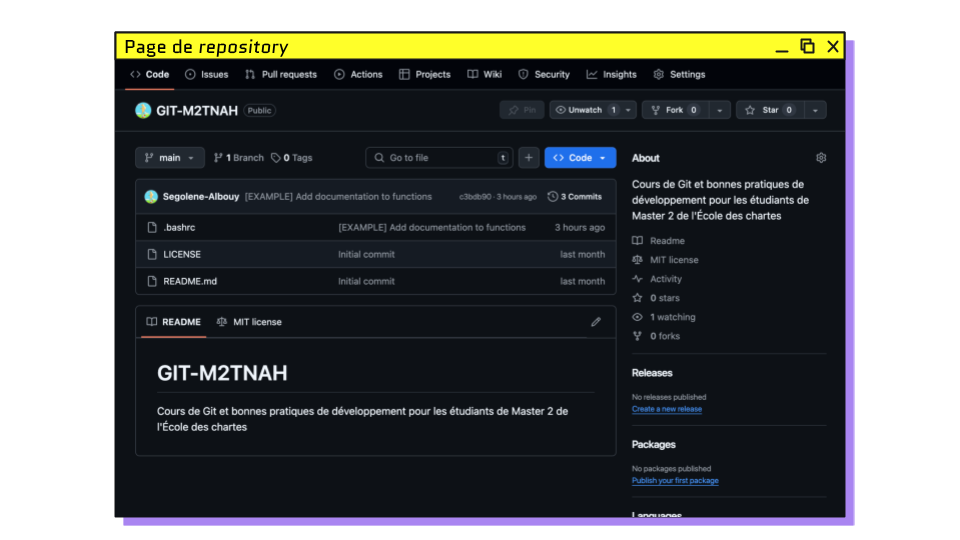 Page de repository
Code Issues Pull requests Actions Projects Wiki Security Insights Settings
GIT-M2TNAH Public Pin Unwatch 1 Fork 0 Star 0
main 1 Branch 0 Tags Go to file t + Code
Segolene-Albouy [EXAMPLE] Add documentation to functions c3bdb90 · 3 hours ago 3 Commits
.bashrc [EXAMPLE] Add documentation to functions 3 hours ago
LICENSE Initial commit last month
README.md Initial commit last month
README MIT license
GIT-M2TNAH
Cours de Git et bonnes pratiques de développement pour les étudiants de Master 2 de
l'École des chartes
About
Cours de Git et bonnes pratiques de
développement pour les étudiants de
Master 2 de l'École des chartes
Readme
MIT license
Activity
0 stars
1 watching
0 forks
Releases
No releases published
Create a new release
Packages
No packages published
Publish your first package
Languages